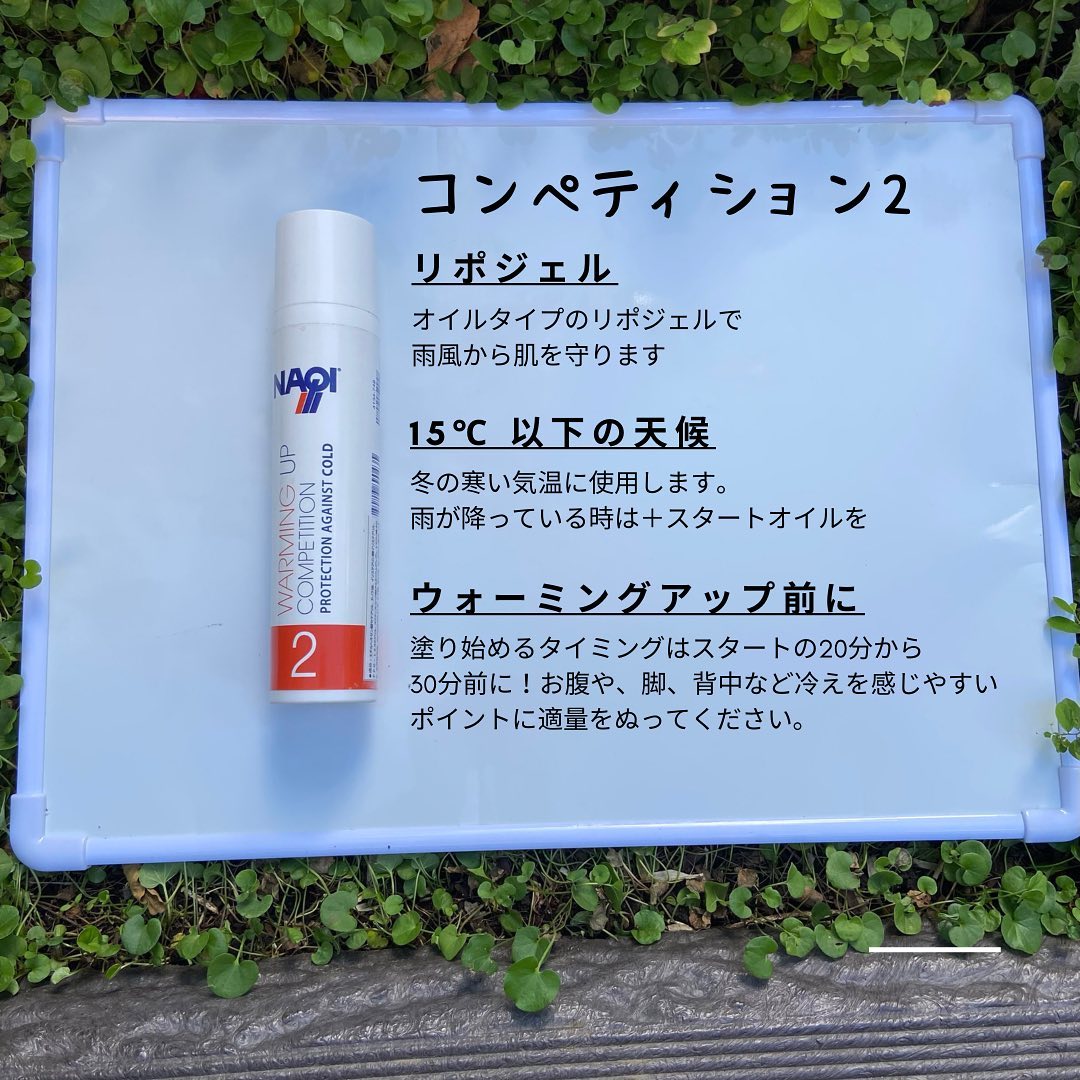 コンペティション2
リポジェル
オイルタイプのリポジェルで
雨風から肌を守ります
15℃ 以下の天候
冬の寒い気温に使用します。
雨が降っている時は＋スタートオイルを
ウォーミングアップ前に
塗り始めるタイミングはスタートの20分から
30分前に！お腹や、脚、背中など冷えを感じやすい
ポイントに適量をぬってください。
NAQI
WARMING UP
COMPETITION
PROTECTION AGAINST COLD
2